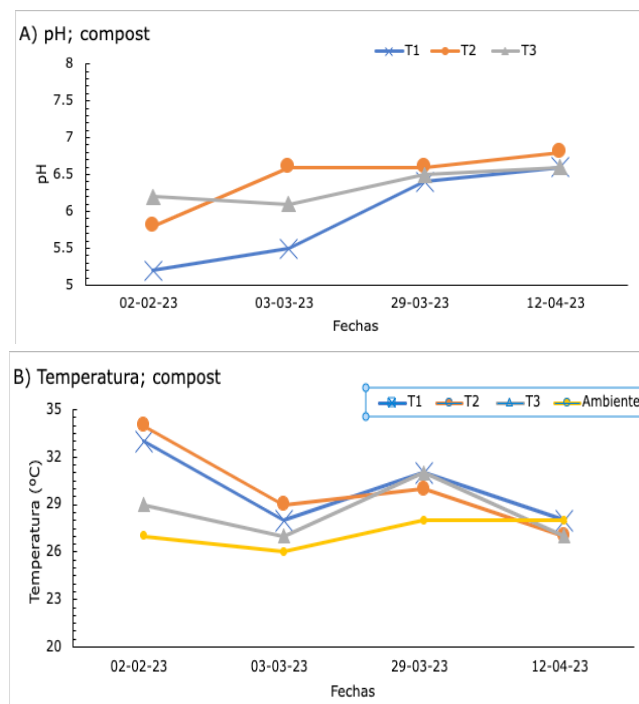 A) pH; compost
T1 T2 T3
8
7.5
7
6.5
6
5.5
5
pH
02-02-23 03-03-23 29-03-23 12-04-23
Fechas
B) Temperatura; compost
T1 T2 T3 Ambiente
35
32
29
26
23
20
Temperatura (ºC)
02-02-23 03-03-23 29-03-23 12-04-23
Fechas